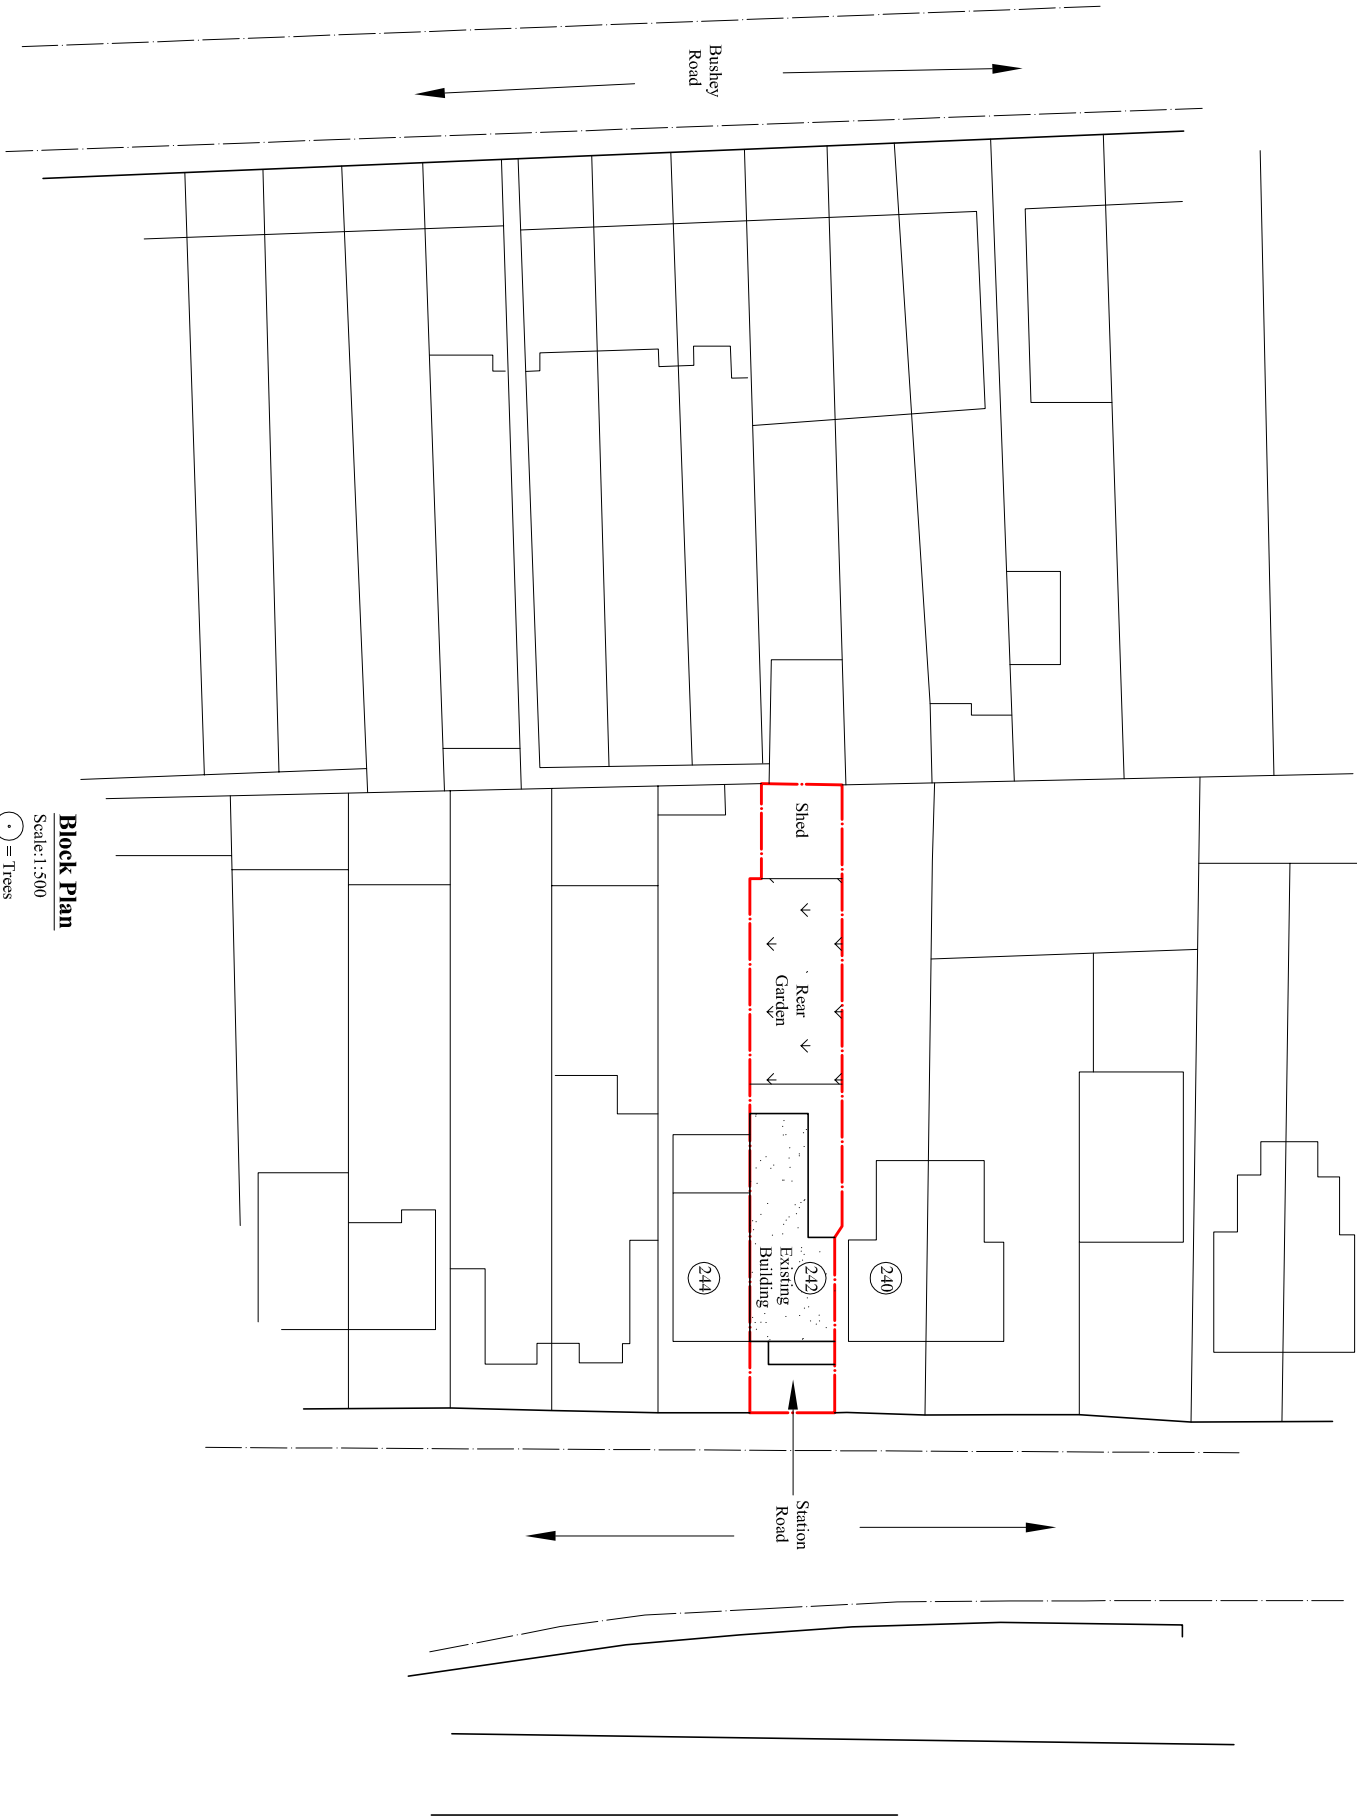 Bushey
Road
Shed
Rear
Garden
240
242
244
Existing
Building
Station
Road
Block Plan
Scale:1:500
= Trees